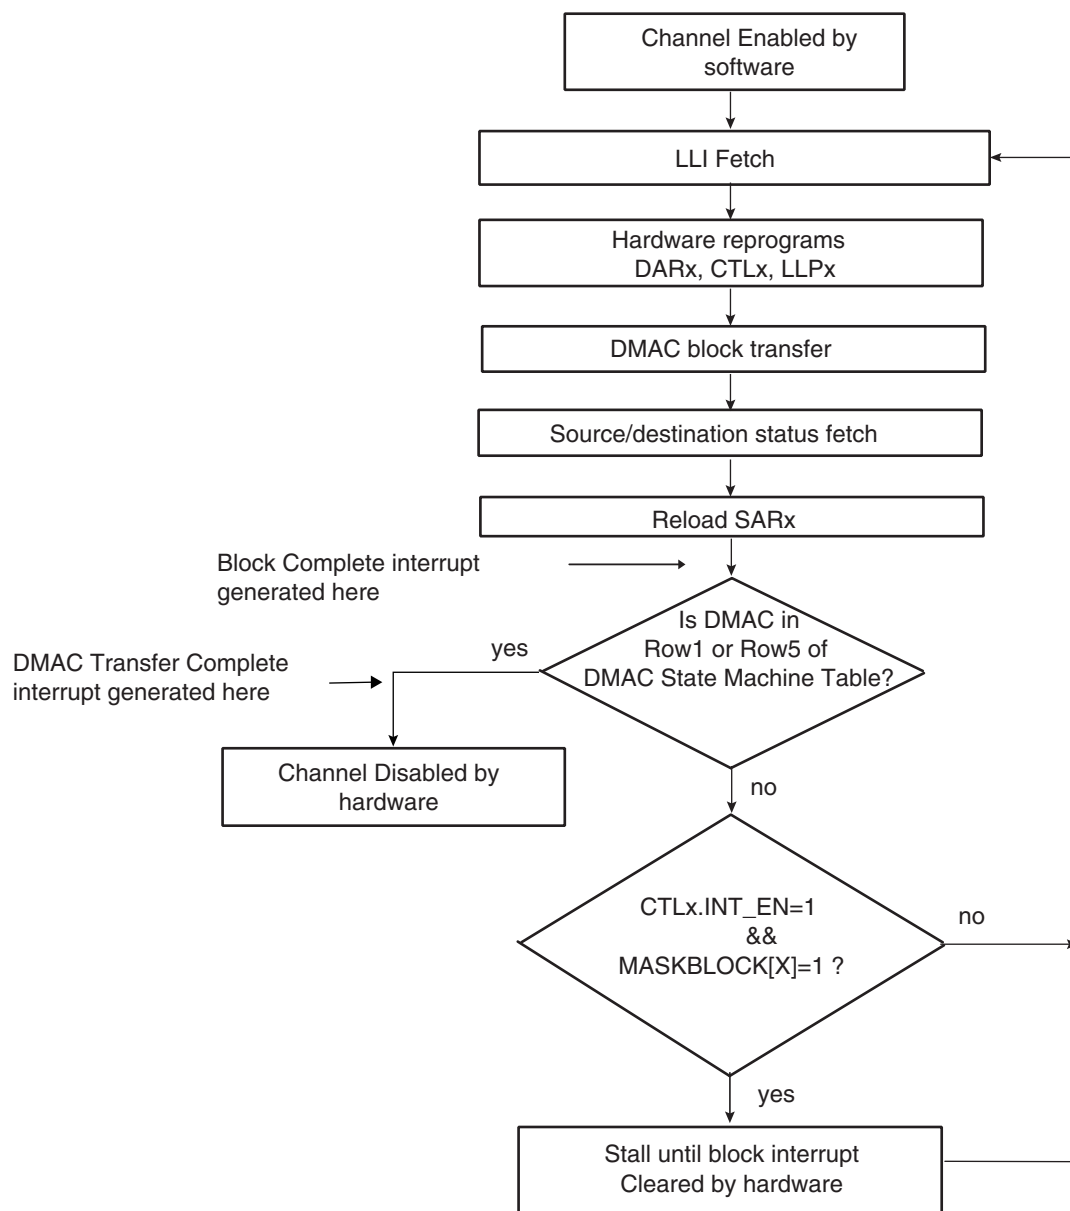 Channel Enabled by
software
LLI Fetch
Hardware reprograms
DARx, CTLx, LLPx
DMAC block transfer
Source/destination status fetch
Reload SARx
Block Complete interrupt
generated here
Is DMAC in
Row1 or Row5 of
DMAC State Machine Table?
yes
DMAC Transfer Complete
interrupt generated here
Channel Disabled by
hardware
no
CTLx.INT_EN=1
&&
MASKBLOCK[X]=1 ?
no
yes
Stall until block interrupt
Cleared by hardware